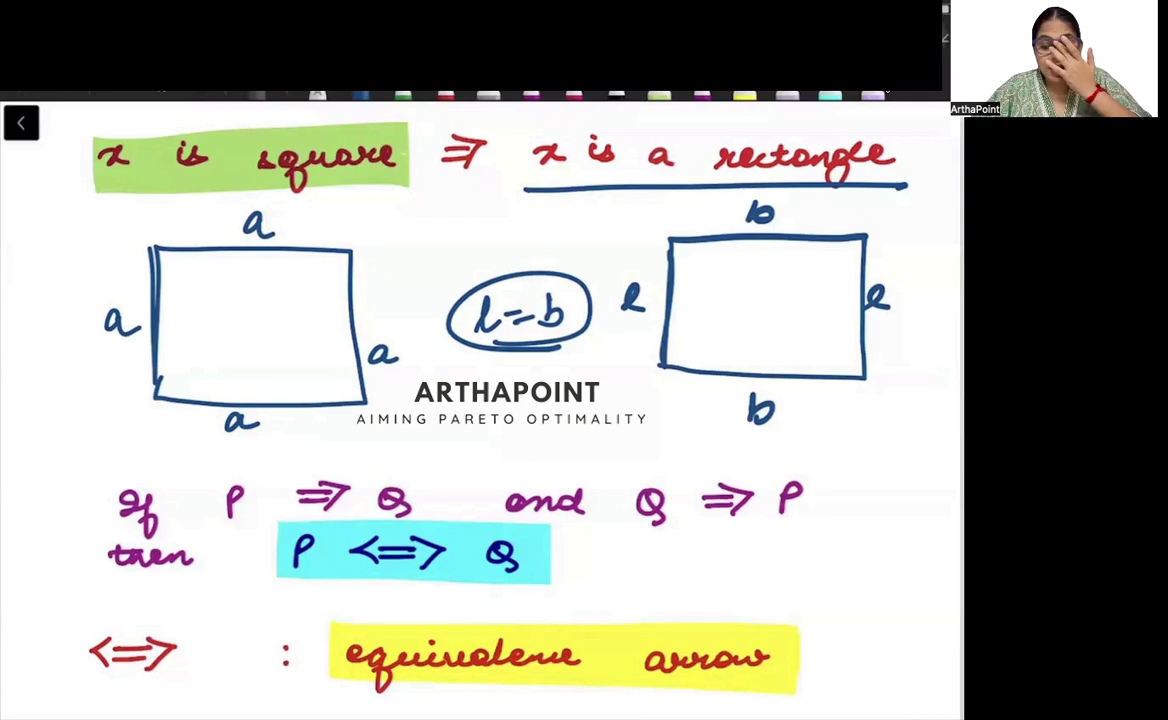 ArthaPoint
x is square ⇒ x is a rectangle
a
b
a
l=b
l
l
a
ARTHAPOINT
AIMING PARETO OPTIMALITY
a
b
If P ⇒ Q and Q ⇒ P
then P <=> Q
<=> : equivalence arrow